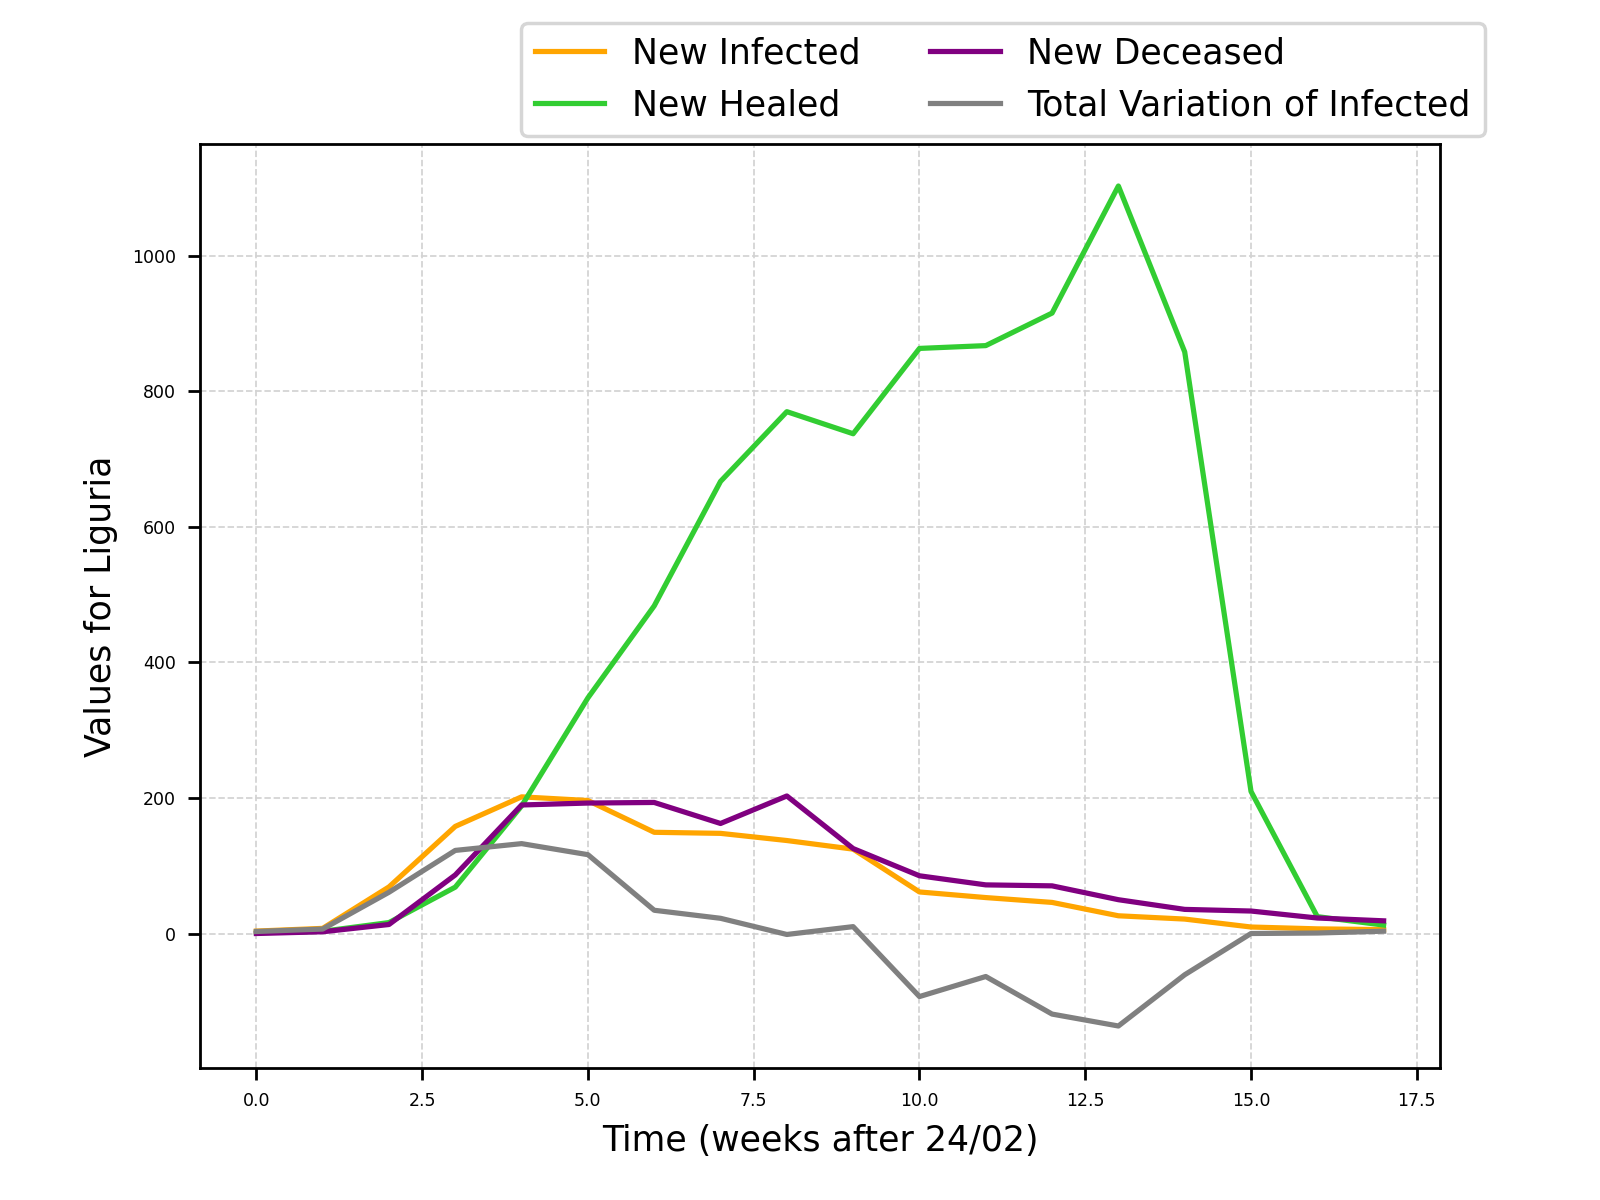 New Infected
New Healed
New Deceased
Total Variation of Infected
1000
800
600
400
200
0
Values for Liguria
0.0 2.5 5.0 7.5 10.0 12.5 15.0 17.5
Time (weeks after 24/02)